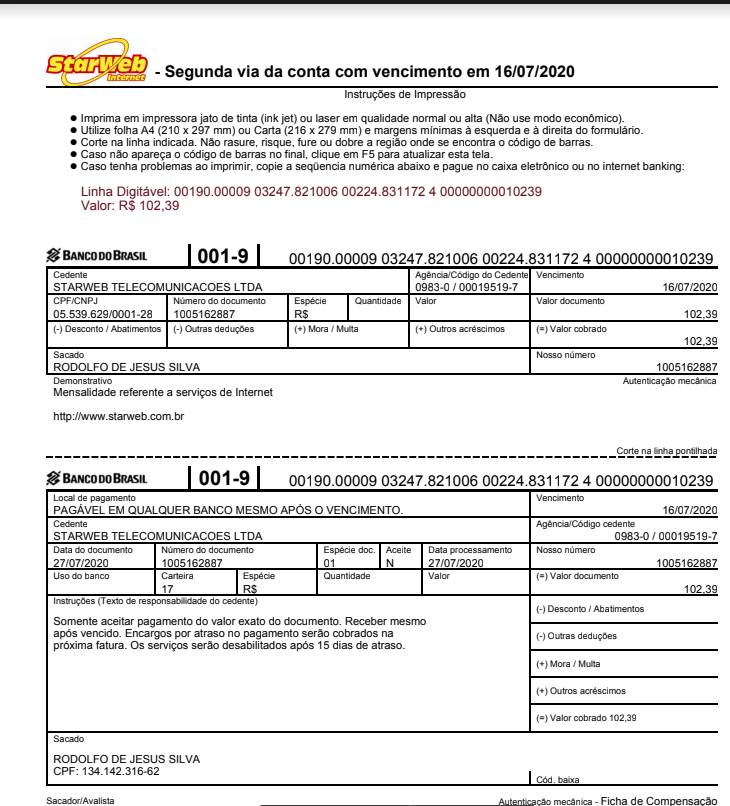 StarWeb
Internet
- Segunda via da conta com vencimento em 16/07/2020
Instruções de Impressão
● Imprima em impressora jato de tinta (ink jet) ou laser em qualidade normal ou alta (Não use modo econômico).
● Utilize folha A4 (210 x 297 mm) ou Carta (216 x 279 mm) e margens mínimas à esquerda e à direita do formulário.
● Corte na linha indicada. Não rasure, risque, fure ou dobre a região onde se encontra o código de barras.
● Caso não apareça o código de barras no final, clique em F5 para atualizar esta tela.
● Caso tenha problemas ao imprimir, copie a seqüencia numérica abaixo e pague no caixa eletrônico ou no internet banking:
Linha Digitável: 00190.00009 03247.821006 00224.831172 4 00000000010239
Valor: R$ 102,39
BANCO DO BRASIL 001-9 00190.00009 03247.821006 00224.831172 4 00000000010239
Cedente Agência/Código do Cedente Vencimento
STARWEB TELECOMUNICACOES LTDA 0983-0 / 00019519-7 16/07/2020
CPF/CNPJ Número do documento Espécie Quantidade Valor Valor documento
05.539.629/0001-28 1005162887 R$ 102,39
(-) Desconto / Abatimentos (-) Outras deduções (+) Mora / Multa (+) Outros acréscimos (=) Valor cobrado
102,39
Sacado Nosso número
RODOLFO DE JESUS SILVA 1005162887
Demonstrativo Autenticação mecânica
Mensalidade referente a serviços de Internet
http://www.starweb.com.br
Corte na linha pontilhada
BANCO DO BRASIL 001-9 00190.00009 03247.821006 00224.831172 4 00000000010239
Local de pagamento Vencimento
PAGÁVEL EM QUALQUER BANCO MESMO APÓS O VENCIMENTO. 16/07/2020
Cedente Agência/Código cedente
STARWEB TELECOMUNICACOES LTDA 0983-0 / 00019519-7
Data do documento Número do documento Espécie doc. Aceite Data processamento Nosso número
27/07/2020 1005162887 01 N 27/07/2020 1005162887
Uso do banco Carteira Espécie Quantidade Valor (=) Valor documento
17 R$ 102,39
Instruções (Texto de responsabilidade do cedente) (-) Desconto / Abatimentos
Somente aceitar pagamento do valor exato do documento. Receber mesmo
após vencido. Encargos por atraso no pagamento serão cobrados na
próxima fatura. Os serviços serão desabilitados após 15 dias de atraso.
(-) Outras deduções
(+) Mora / Multa
(+) Outros acréscimos
(=) Valor cobrado 102,39
Sacado
RODOLFO DE JESUS SILVA
CPF: 134.142.316-62
Cód. baixa
Sacador/Avalista Autenticação mecânica - Ficha de Compensação